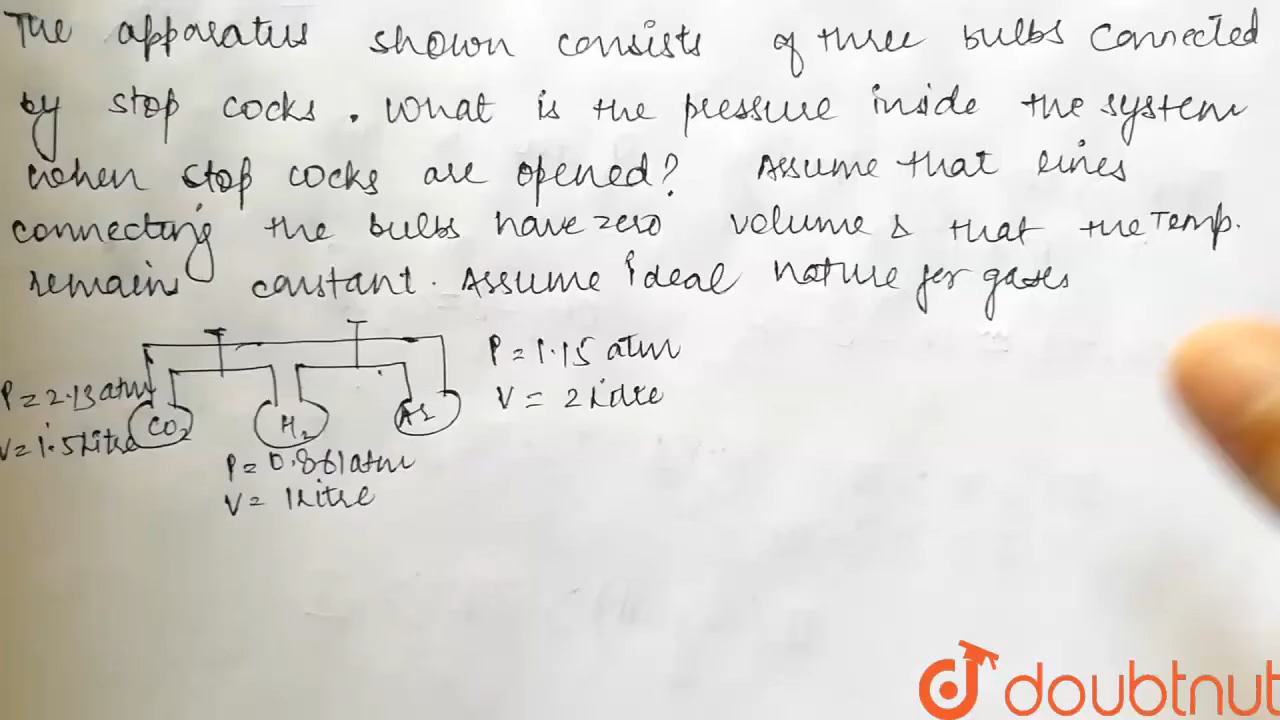 The apparatus shown consists of three bulbs connected
by stop cocks. What is the pressure inside the system
when stop cocks are opened? Assume that lines
connecting the bulbs have zero volume & that the Temp.
remains constant. Assume ideal nature for gases
P = 1.15 atm
V = 2 Litre
P = 2.13 atm
V = 1.5 Litre
CO2
H2
Ar
P = 0.861 atm
V = 1 Litre
doubtnut